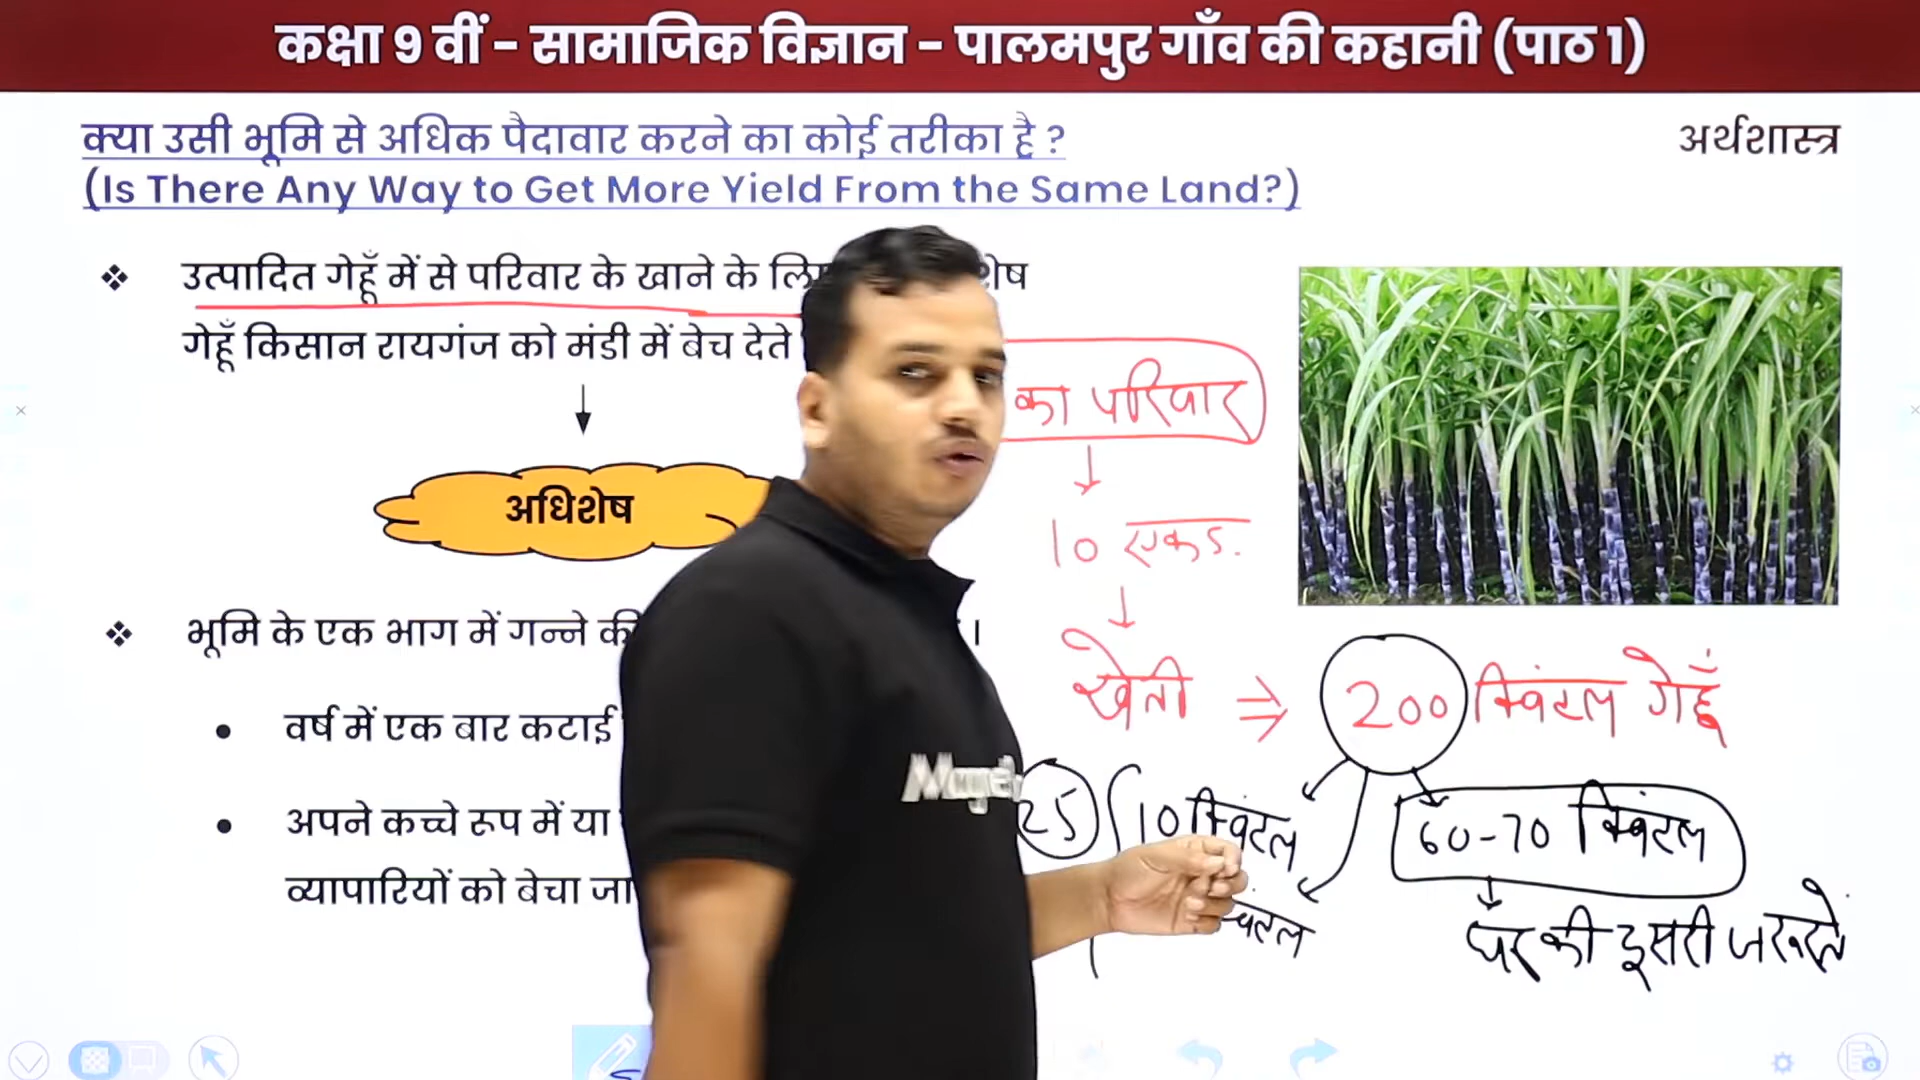 कक्षा 9 वीं - सामाजिक विज्ञान - पालमपुर गाँव की कहानी (पाठ 1)
क्या उसी भूमि से अधिक पैदावार करने का कोई तरीका है ?
अर्थशास्त्र
(Is There Any Way to Get More Yield From the Same Land?)
उत्पादित गेहूँ में से परिवार के खाने के
गेहूँ किसान रायगंज को मंडी में बेच देते
का परिवार
अधिशेष
10 एकड़.
भूमि के एक भाग में गन्ने की
खेती ⇒ 200 क्विंटल गेहूँ
वर्ष में एक बार कटाई
25 10 क्विंटल
60-70 क्विंटल
अपने कच्चे रूप में या
व्यापारियों को बेचा
घर की दूसरी जरूरतें